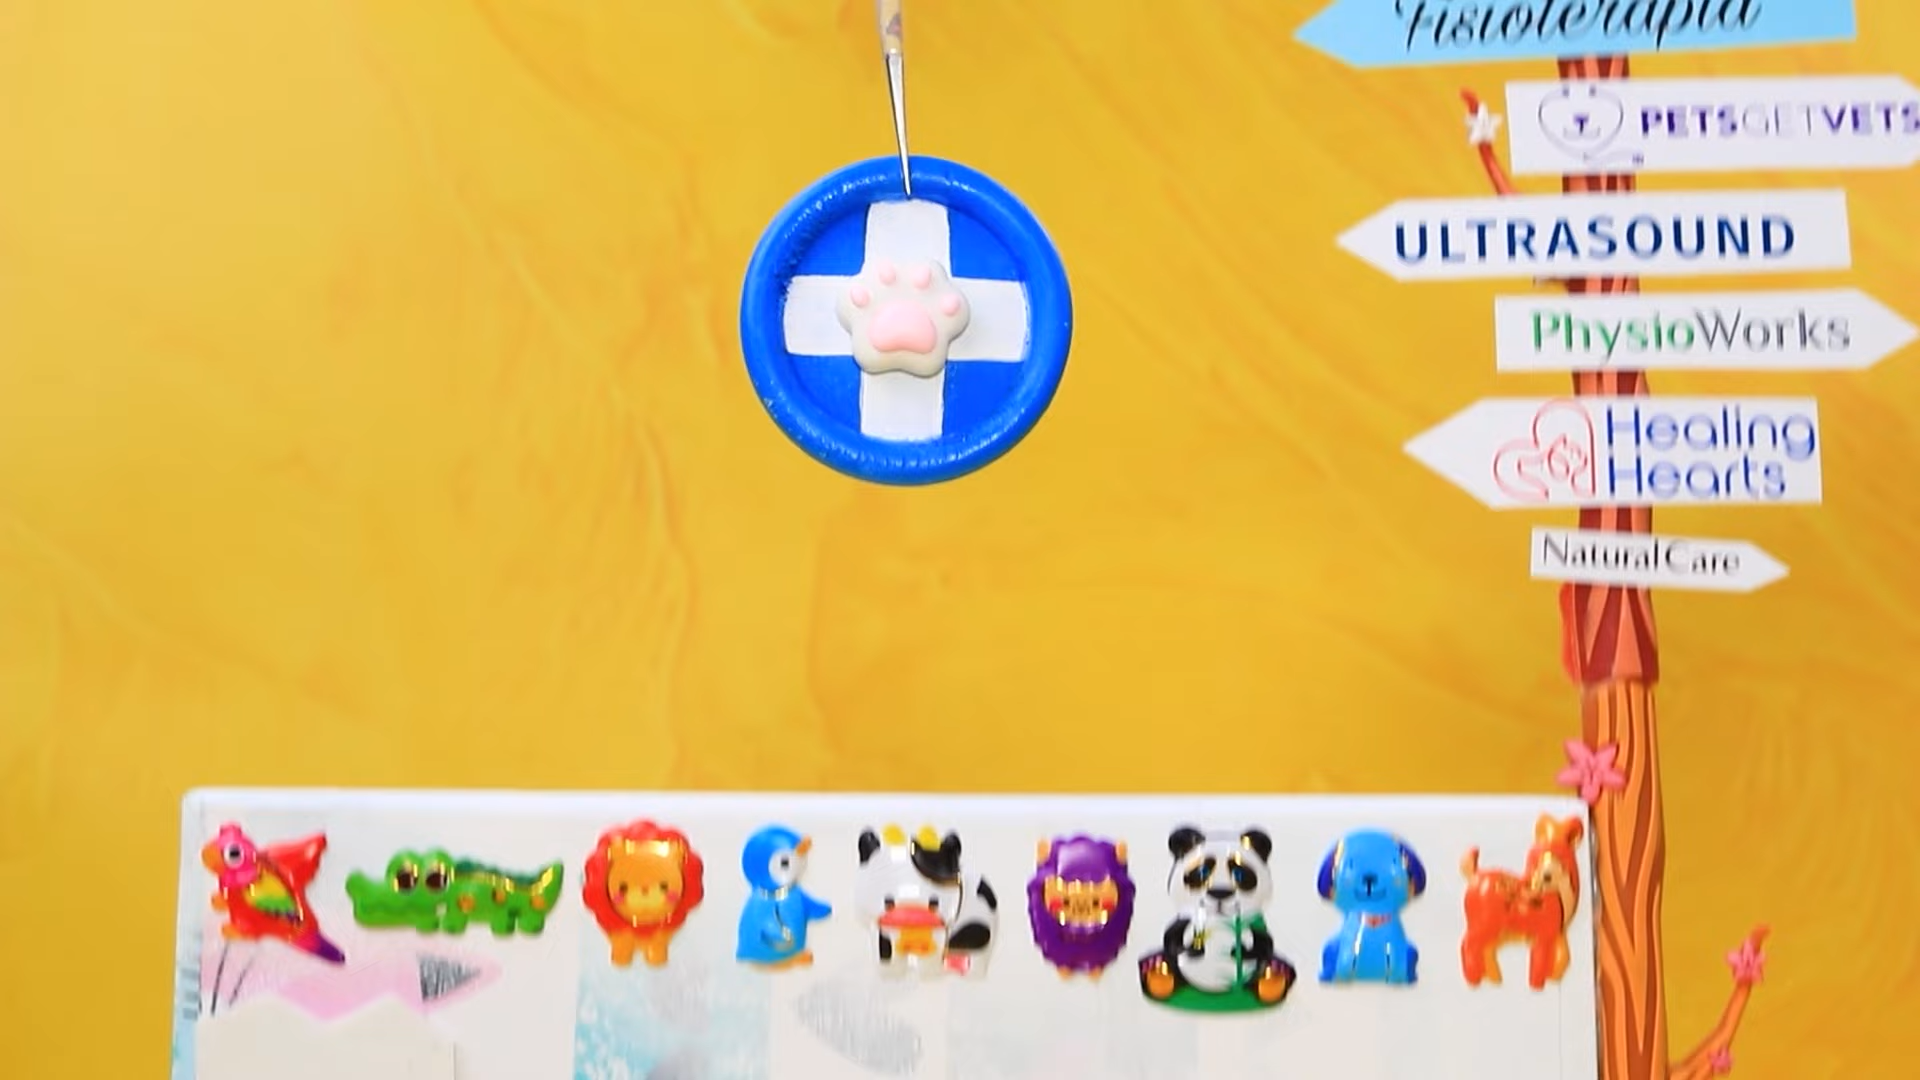 Fisioterapia
PETSGETVETS
ULTRASOUND
PhysioWorks
Healing
Hearts
NaturalCare